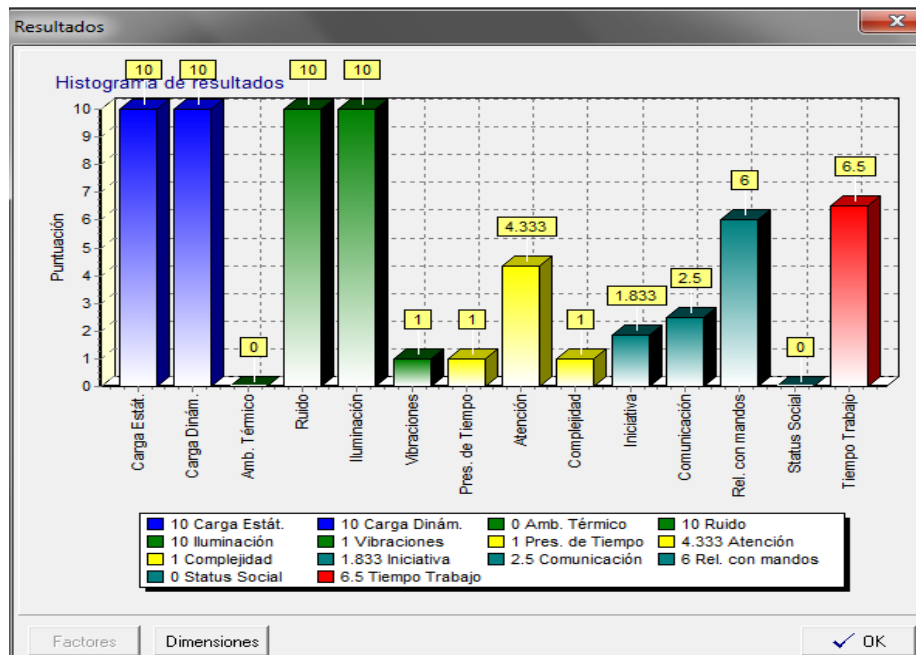 Resultados
Histograma de resultados
10
10
0
10
10
1
1
4.333
1
1.833
2.5
6
0
6.5
Puntuación
10
9
8
7
6
5
4
3
2
1
0
Carga Estát.
Carga Dinám.
Amb. Térmico
Ruido
Iluminación
Vibraciones
Pres. de Tiempo
Atención
Complejidad
Iniciativa
Comunicación
Rel. con mandos
Status Social
Tiempo Trabajo
10 Carga Estát. 10 Carga Dinám. 0 Amb. Térmico 10 Ruido
10 Iluminación 1 Vibraciones 1 Pres. de Tiempo 4.333 Atención
1 Complejidad 1.833 Iniciativa 2.5 Comunicación 6 Rel. con mandos
0 Status Social 6.5 Tiempo Trabajo
Factores Dimensiones OK